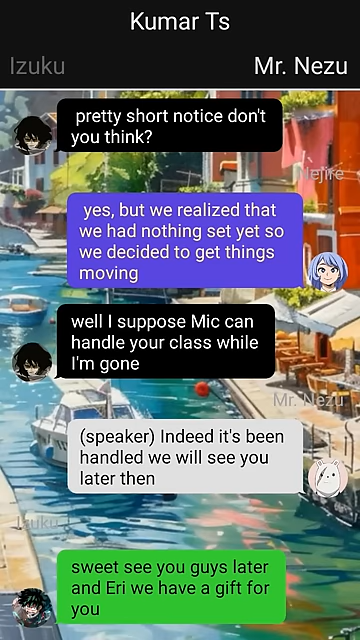 Kumar Ts
Izuku
Mr. Nezu
pretty short notice don't
you think?
Nejire
yes, but we realized that
we had nothing set yet so
we decided to get things
moving
well I suppose Mic can
handle your class while
I'm gone
Mr. Nezu
(speaker) Indeed it's been
handled we will see you
later then
Izuku
sweet see you guys later
and Eri we have a gift for
you